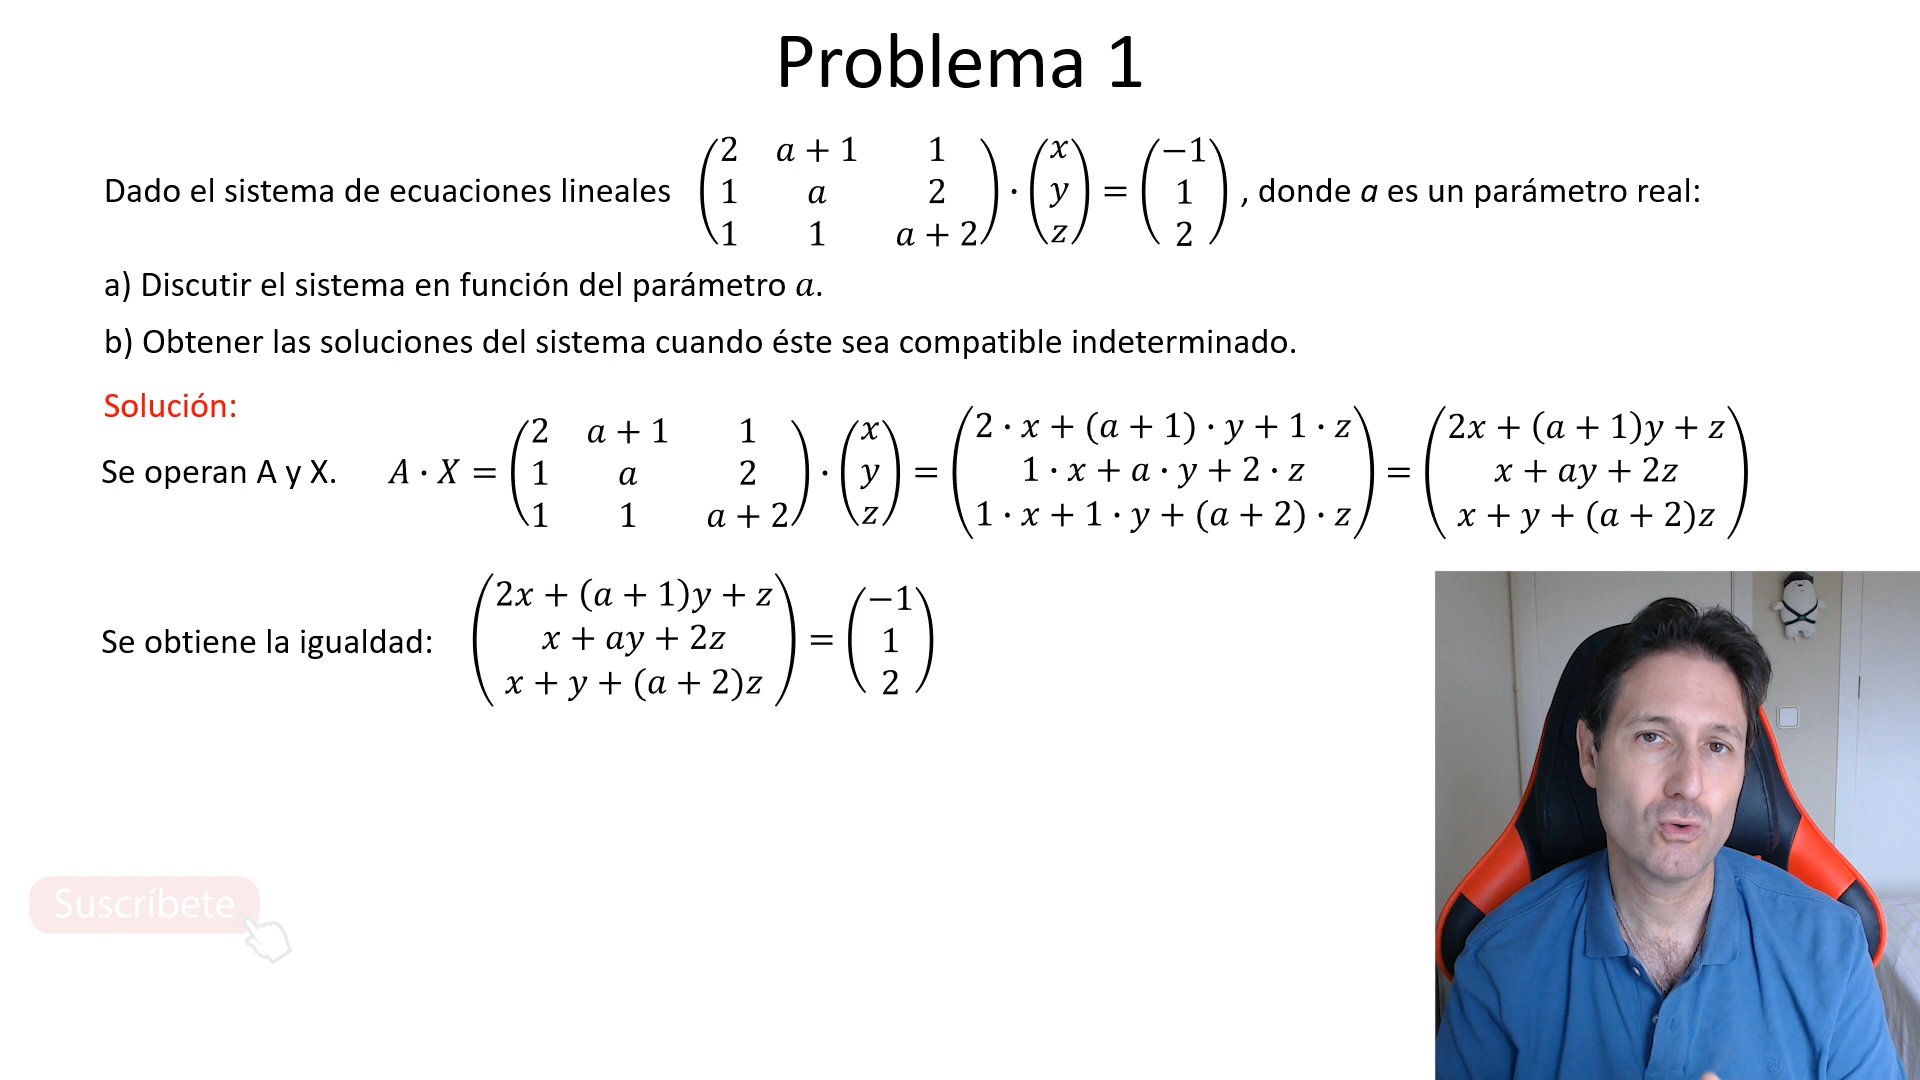 Problema 1
Dado el sistema de ecuaciones lineales (2 a + 1 1; 1 a 2; 1 1 a + 2) · (x; y; z) = (−1; 1; 2) , donde a es un parámetro real:
a) Discutir el sistema en función del parámetro a.
b) Obtener las soluciones del sistema cuando éste sea compatible indeterminado.
Solución:
Se operan A y X. A · X = (2 a + 1 1; 1 a 2; 1 1 a + 2) · (x; y; z) = (2 · x + (a + 1) · y + 1 · z; 1 · x + a · y + 2 · z; 1 · x + 1 · y + (a + 2) · z) = (2x + (a + 1)y + z; x + ay + 2z; x + y + (a + 2)z)
Se obtiene la igualdad: (2x + (a + 1)y + z; x + ay + 2z; x + y + (a + 2)z) = (−1; 1; 2)
Suscríbete